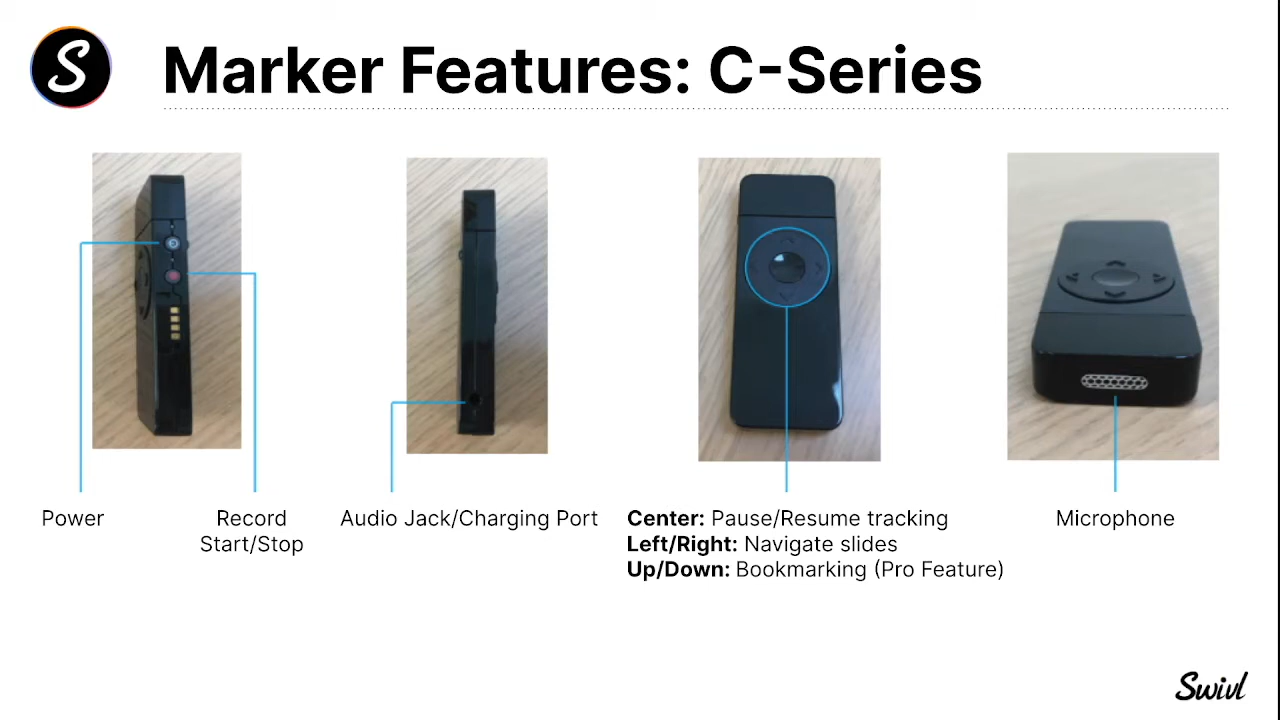 S
Marker Features: C-Series
Power
Record
Start/Stop
Audio Jack/Charging Port
Center: Pause/Resume tracking
Left/Right: Navigate slides
Up/Down: Bookmarking (Pro Feature)
Microphone
Swivl